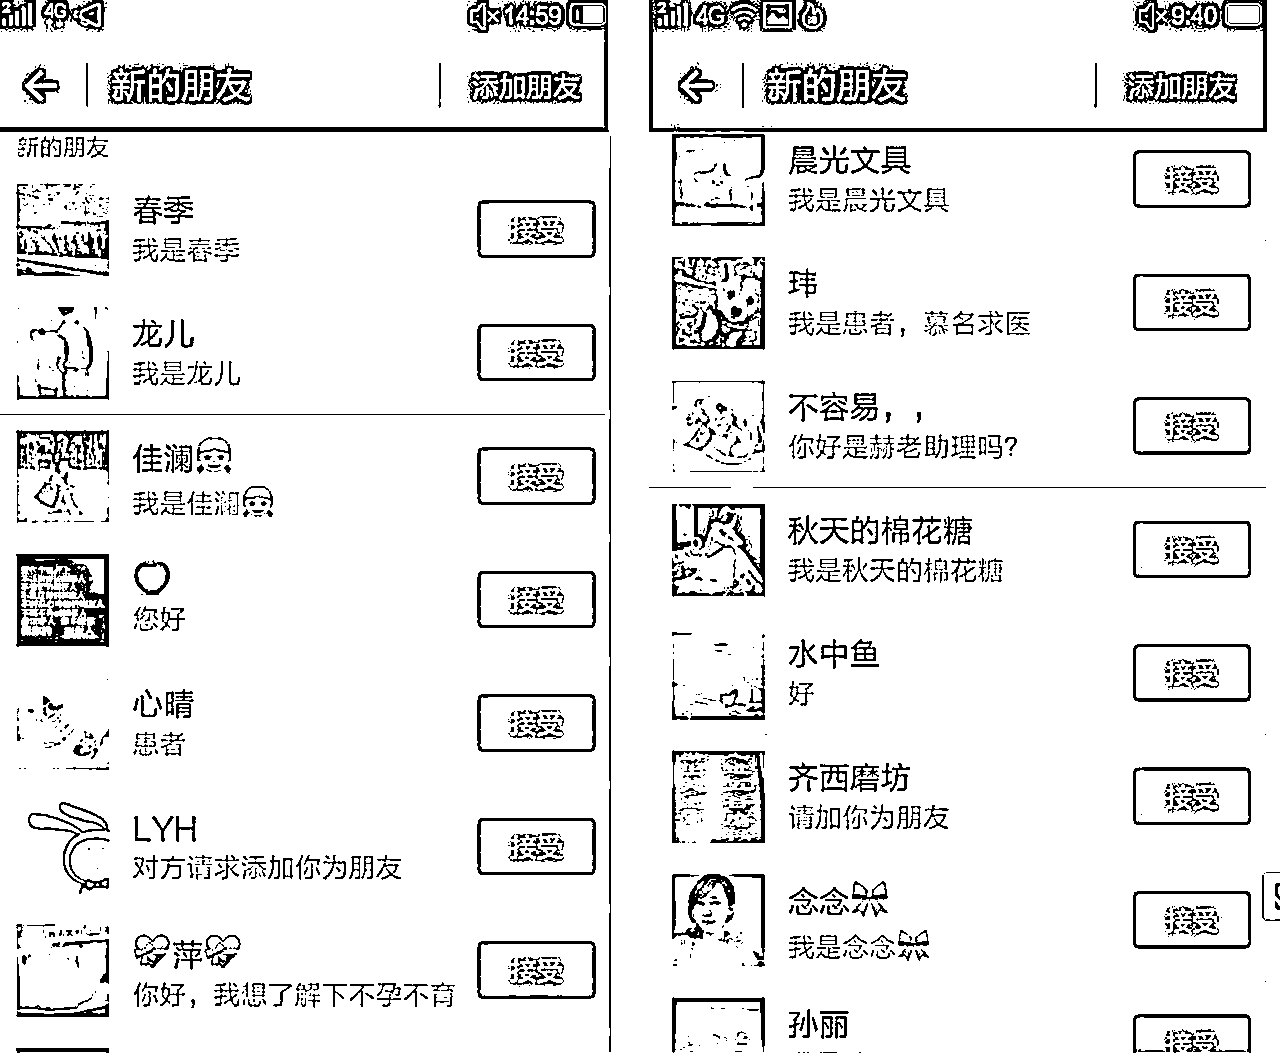 4G 14:59
新的朋友 添加朋友
新的朋友
春季
我是春季
接受
龙儿
我是龙儿
接受
佳澜
我是佳澜
接受
您好
接受
心晴
患者
接受
LYH
对方请求添加你为朋友
接受
萍
你好，我想了解下不孕不育
接受
4G 9:40
新的朋友 添加朋友
晨光文具
我是晨光文具
接受
玮
我是患者，慕名求医
接受
不容易，，
你好是赫老助理吗？
接受
秋天的棉花糖
我是秋天的棉花糖
接受
水中鱼
好
接受
齐西磨坊
请加你为朋友
接受
念念
我是念念
接受
孙丽
接受